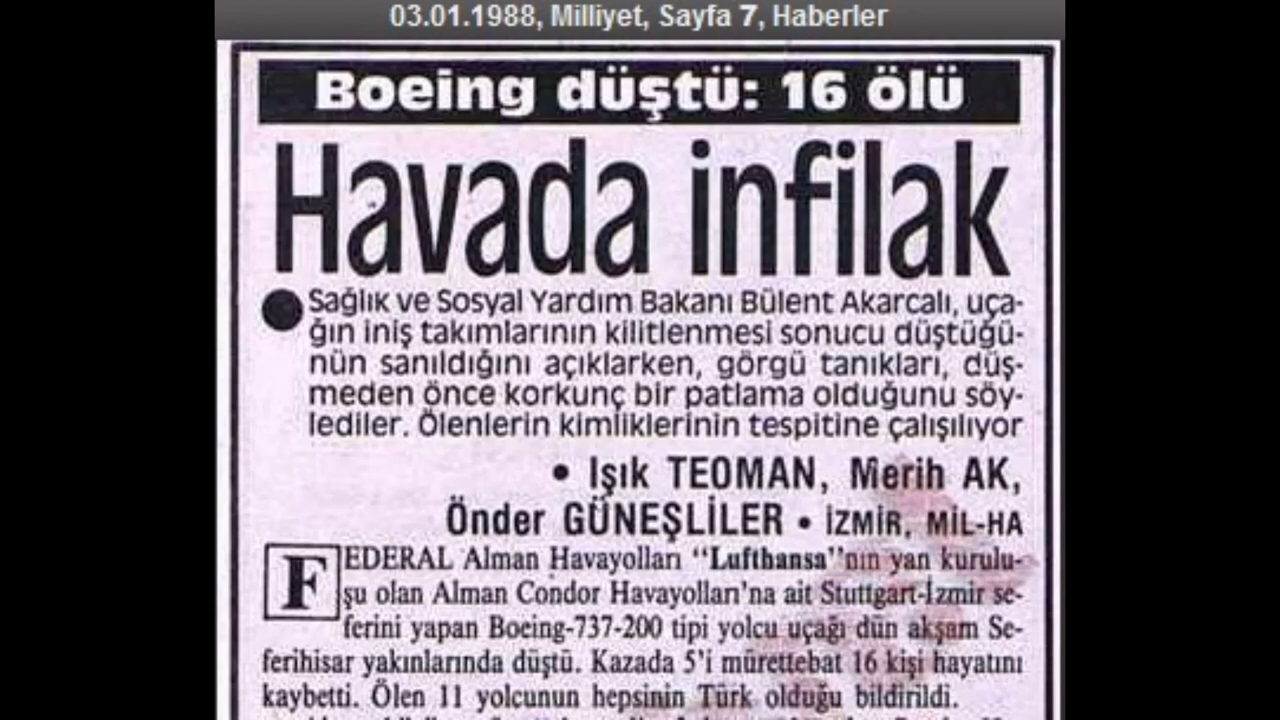 03.01.1988, Milliyet, Sayfa 7, Haberler
Boeing düştü: 16 ölü
Havada infilak
● Sağlık ve Sosyal Yardım Bakanı Bülent Akarcalı, uça-
ğın iniş takımlarının kilitlenmesi sonucu düştüğü-
nün sanıldığını açıklarken, görgü tanıkları, düş-
meden önce korkunç bir patlama olduğunu söy-
lediler. Ölenlerin kimliklerinin tespitine çalışılıyor
• Işık TEOMAN, Merih AK,
Önder GÜNEŞLİLER • İZMİR, MİL-HA
FEDERAL Alman Havayolları "Lufthansa"nın yan kurulu-
şu olan Alman Condor Havayolları'na ait Stuttgart-İzmir se-
ferini yapan Boeing-737-200 tipi yolcu uçağı dün akşam Se-
ferihisar yakınlarında düştü. Kazada 5'i mürettebat 16 kişi hayatını
kaybetti. Ölen 11 yolcunun hepsinin Türk olduğu bildirildi.